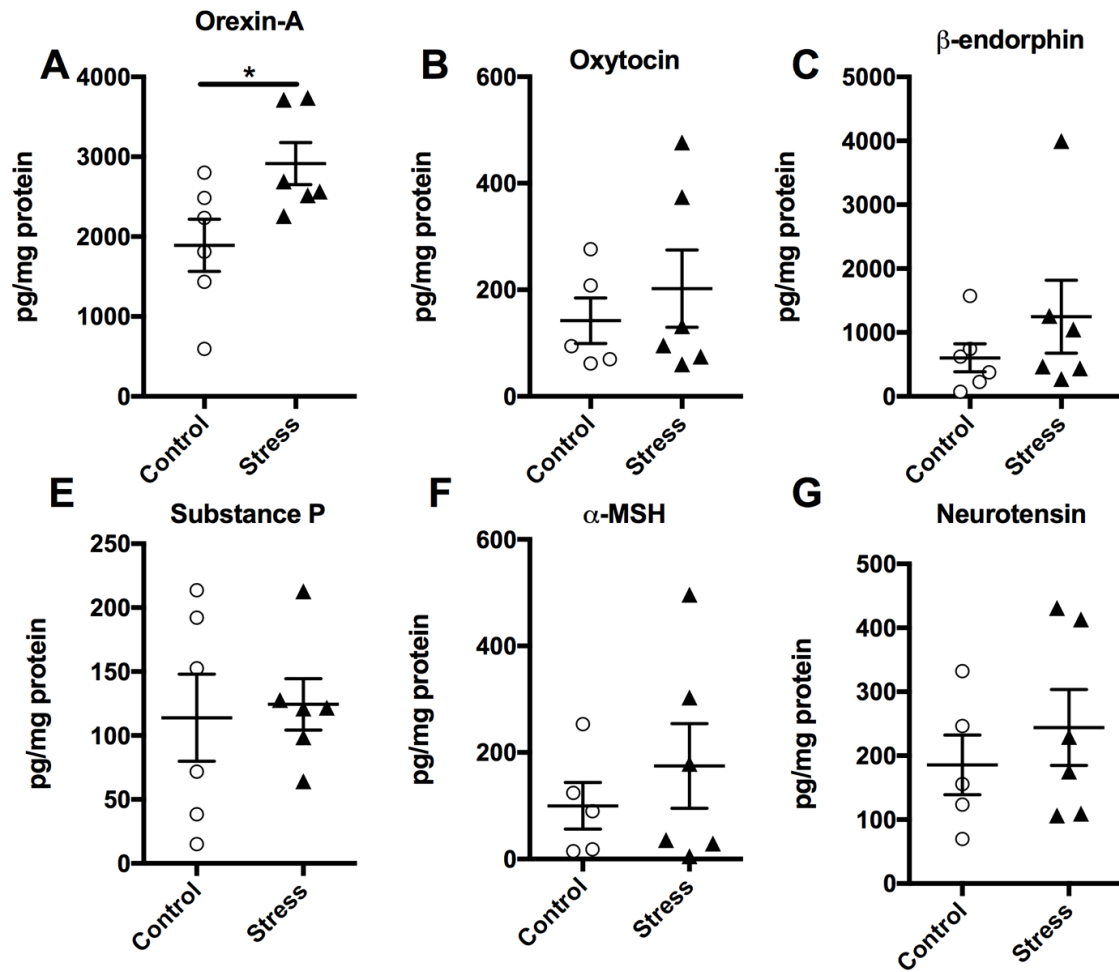 A
Orexin-A
*
pg/mg protein
4000
3000
2000
1000
0
Control
Stress
B
Oxytocin
pg/mg protein
600
400
200
0
Control
Stress
C
β-endorphin
pg/mg protein
5000
4000
3000
2000
1000
0
Control
Stress
E
Substance P
pg/mg protein
250
200
150
100
50
0
Control
Stress
F
α-MSH
pg/mg protein
600
400
200
0
Control
Stress
G
Neurotensin
pg/mg protein
500
400
300
200
100
0
Control
Stress